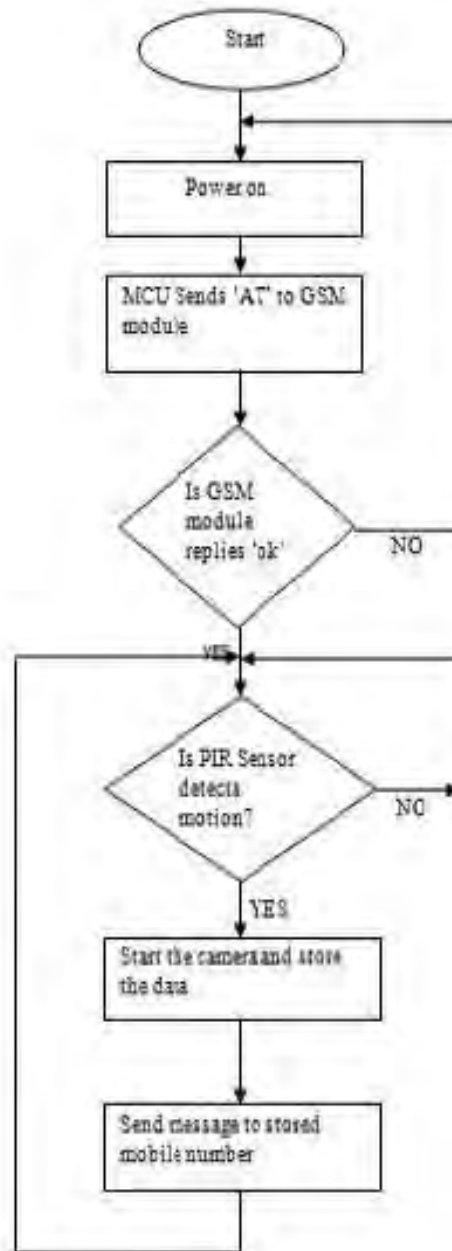 Start
Power on
MCU Sends 'AT' to GSM
module
Is GSM
module
replies 'ok'
NO
YES
Is PIR Sensor
detects
motion?
NO
YES
Start the camera and store
the data
Send message to stored
mobile number